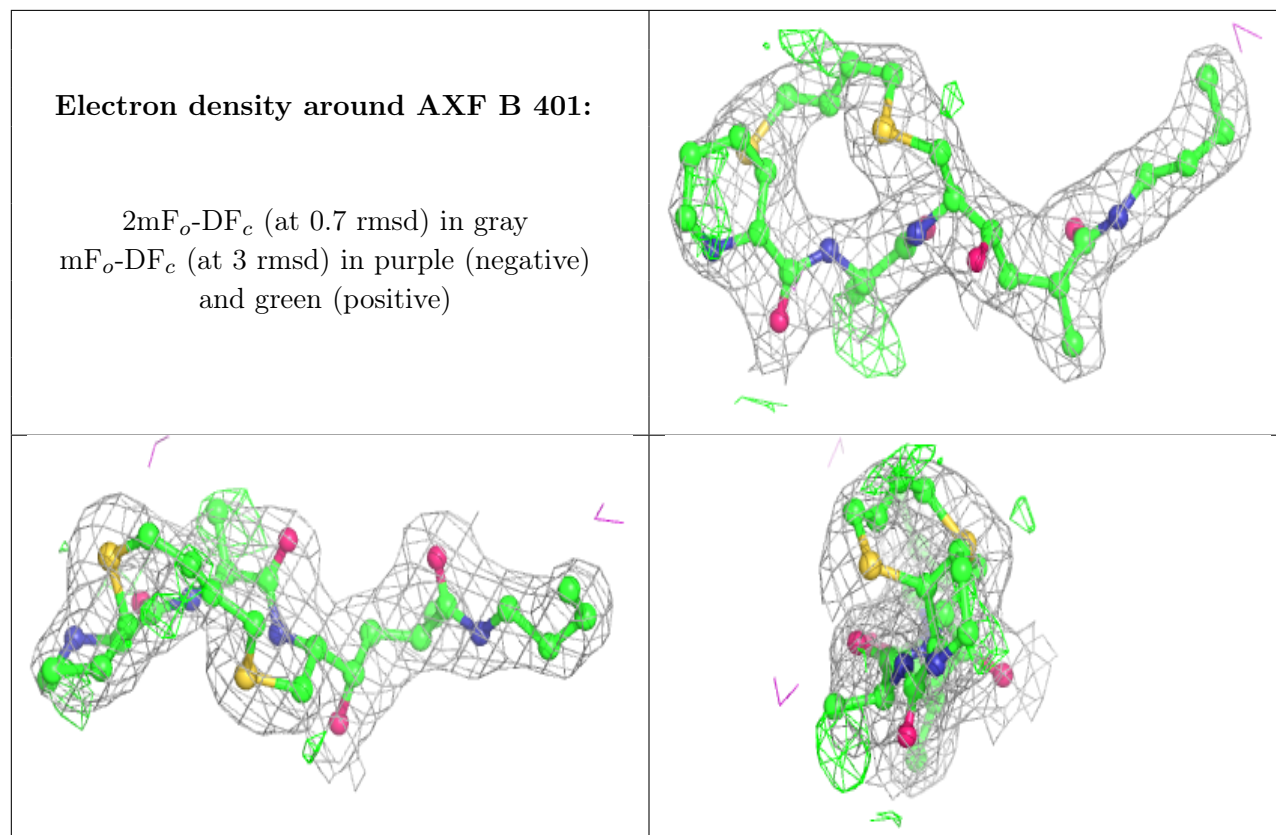 Electron density around AXF B 401:
2mFo-DFc (at 0.7 rmsd) in gray
mFo-DFc (at 3 rmsd) in purple (negative)
and green (positive)